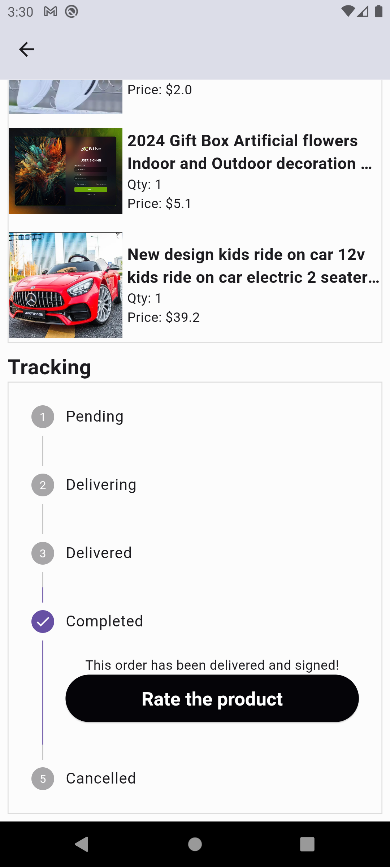 3:30
Price: $2.0
2024 Gift Box Artificial flowers
Indoor and Outdoor decoration ...
Qty: 1
Price: $5.1
New design kids ride on car 12v
kids ride on car electric 2 seater...
Qty: 1
Price: $39.2
Tracking
1 Pending
2 Delivering
3 Delivered
Completed
This order has been delivered and signed!
Rate the product
5 Cancelled